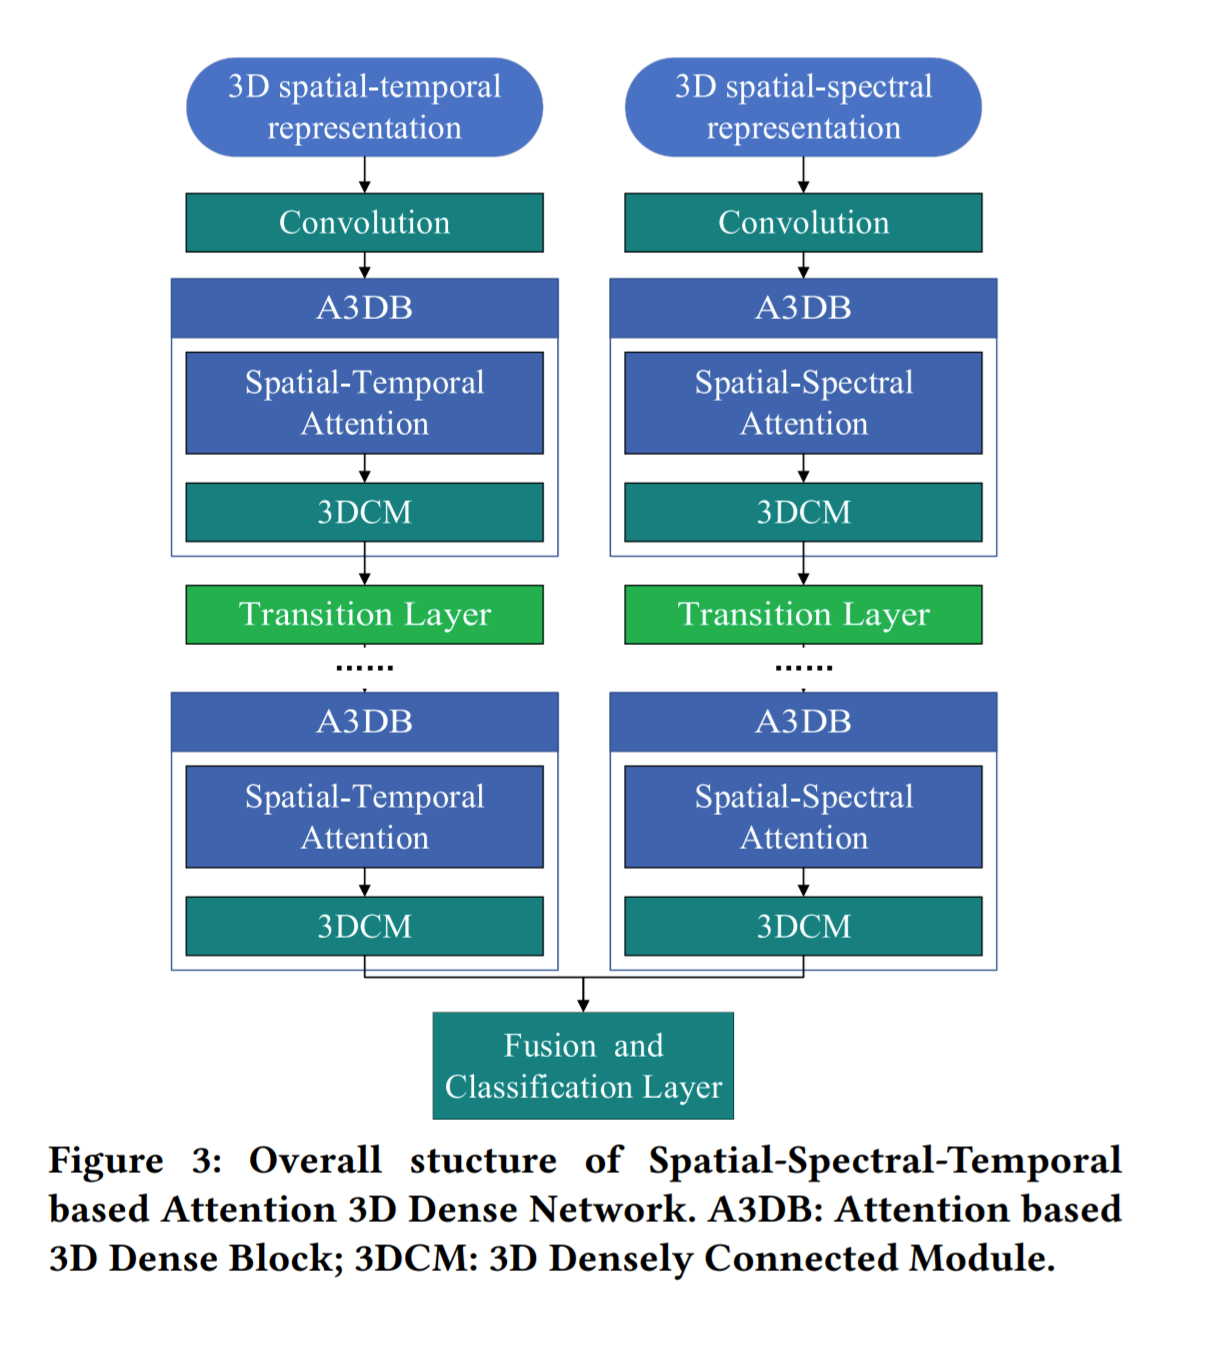 3D spatial-temporal
representation
Convolution
A3DB
Spatial-Temporal
Attention
3DCM
Transition Layer
......
A3DB
Spatial-Temporal
Attention
3DCM
3D spatial-spectral
representation
Convolution
A3DB
Spatial-Spectral
Attention
3DCM
Transition Layer
......
A3DB
Spatial-Spectral
Attention
3DCM
Fusion and
Classification Layer
Figure 3: Overall stucture of Spatial-Spectral-Temporal
based Attention 3D Dense Network. A3DB: Attention based
3D Dense Block; 3DCM: 3D Densely Connected Module.